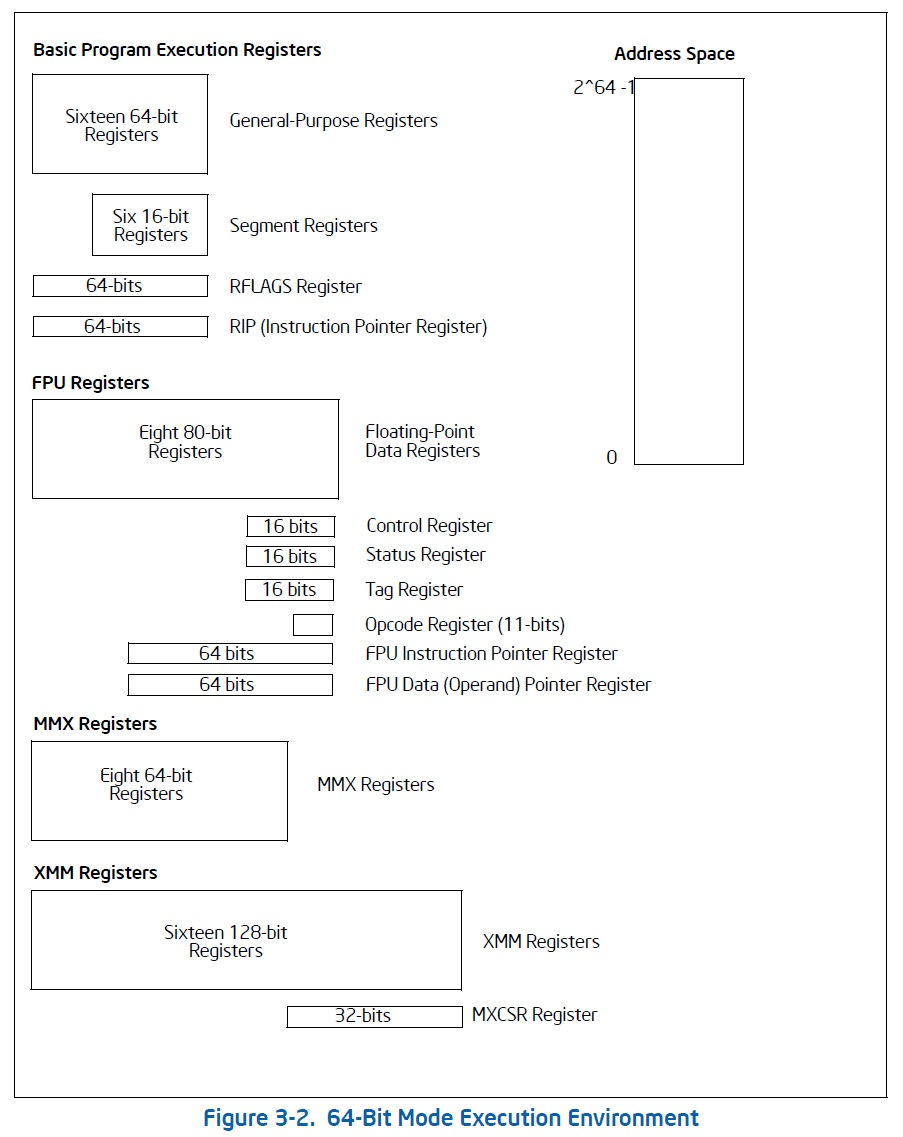 Basic Program Execution Registers
Address Space
2^64 -1
Sixteen 64-bit
Registers
General-Purpose Registers
Six 16-bit
Registers
Segment Registers
64-bits
RFLAGS Register
64-bits
RIP (Instruction Pointer Register)
FPU Registers
Eight 80-bit
Registers
Floating-Point
Data Registers
0
16 bits
Control Register
16 bits
Status Register
16 bits
Tag Register
Opcode Register (11-bits)
64 bits
FPU Instruction Pointer Register
64 bits
FPU Data (Operand) Pointer Register
MMX Registers
Eight 64-bit
Registers
MMX Registers
XMM Registers
Sixteen 128-bit
Registers
XMM Registers
32-bits
MXCSR Register
Figure 3-2. 64-Bit Mode Execution Environment